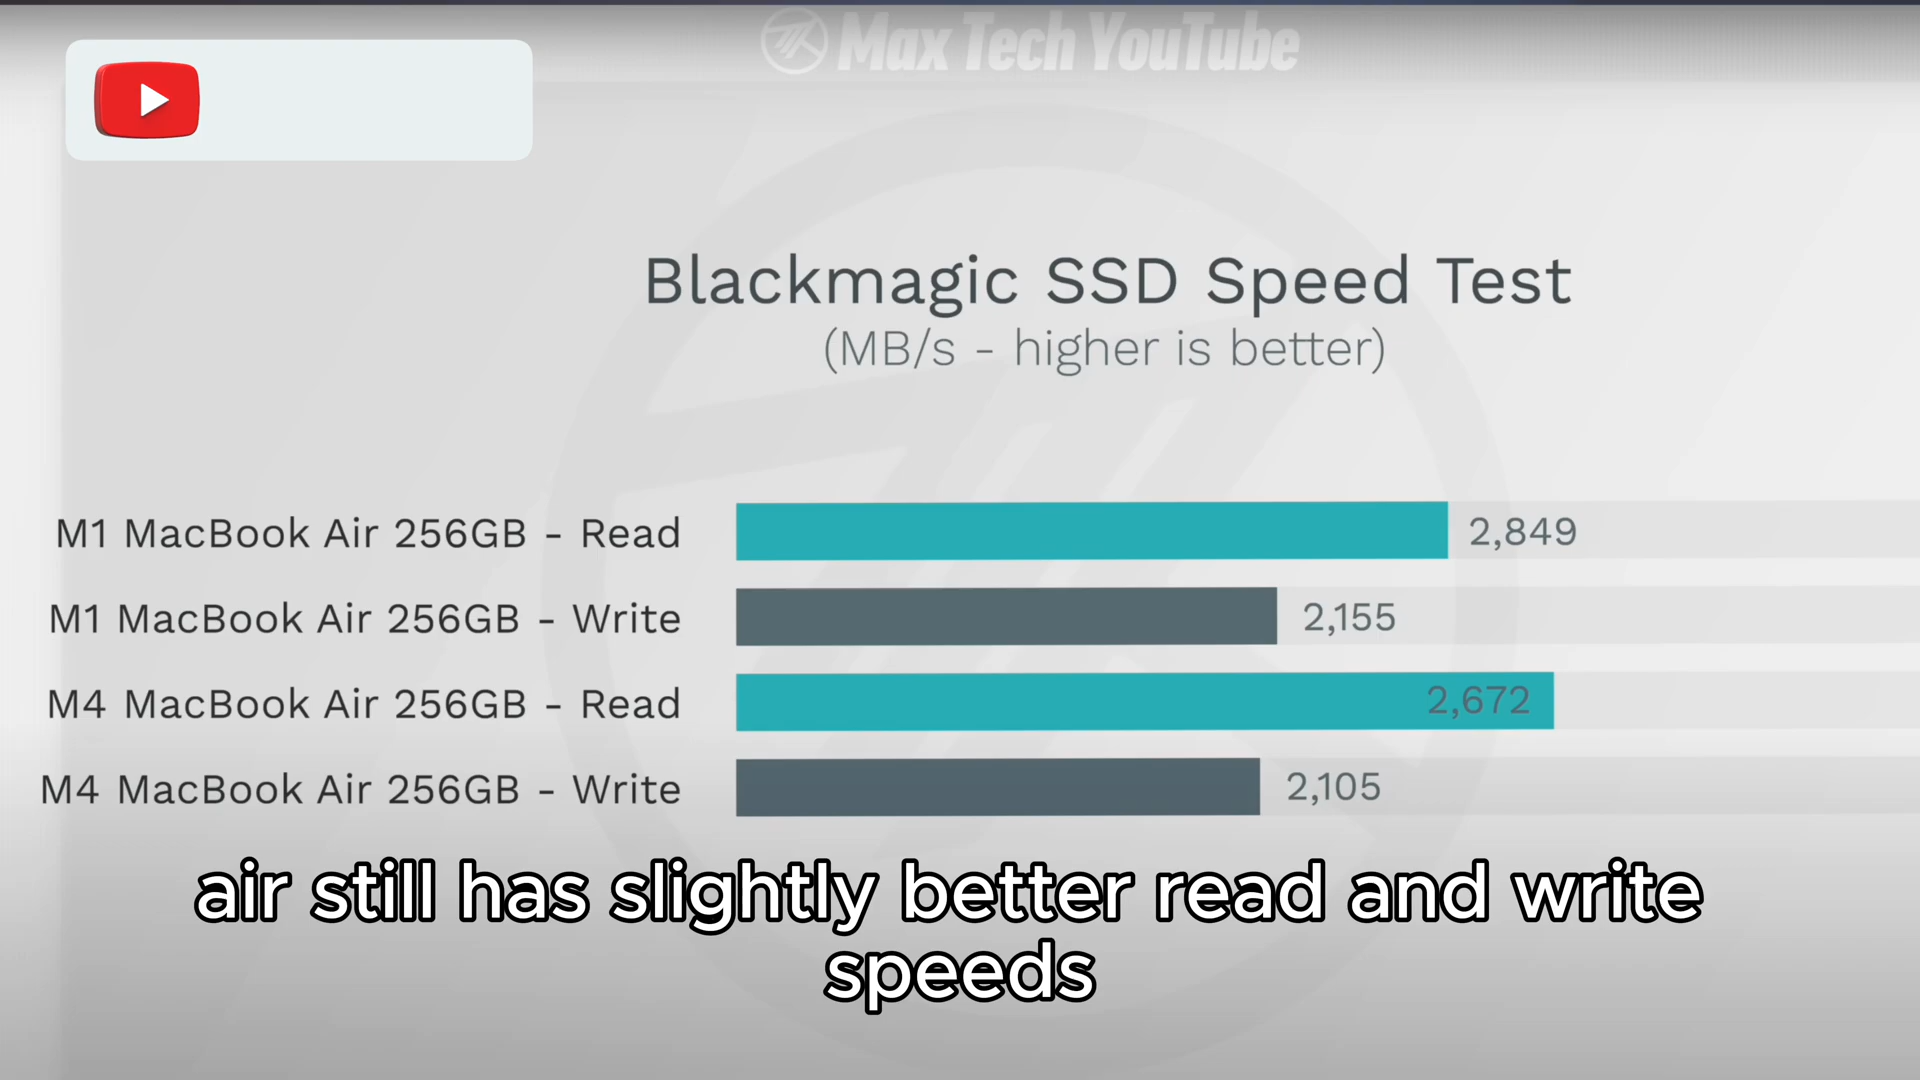 Max Tech YouTube
Blackmagic SSD Speed Test
(MB/s - higher is better)
M1 MacBook Air 256GB - Read 2,849
M1 MacBook Air 256GB - Write 2,155
M4 MacBook Air 256GB - Read 2,672
M4 MacBook Air 256GB - Write 2,105
air still has slightly better read and write
speeds